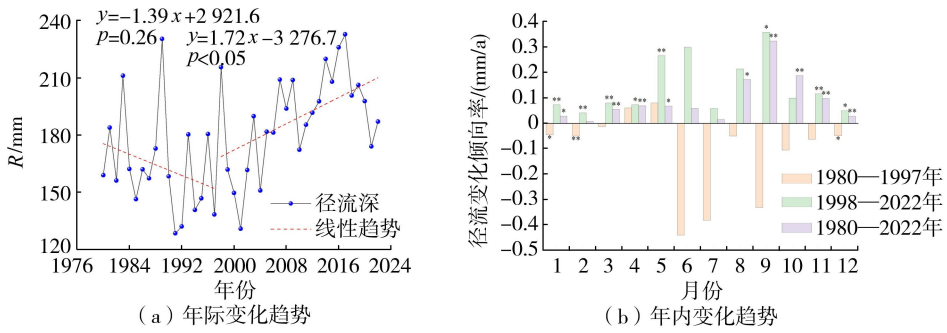 240
210
180
150
120
R/mm
y=-1.39x+2 921.6
p=0.26
y=1.72x-3 276.7
p<0.05
径流深
线性趋势
1976 1984 1992 2000 2008 2016 2024
年份
(a) 年际变化趋势
0.4
0.3
0.2
0.1
0
-0.1
-0.2
-0.3
-0.4
-0.5
径流变化倾向率/(mm/a)
** * ** ** ** ** * ** ** * * ** ** ** ** ** * **
* **  *
1980—1997年
1998—2022年
1980—2022年
1 2 3 4 5 6 7 8 9 10 11 12
月份
(b) 年内变化趋势